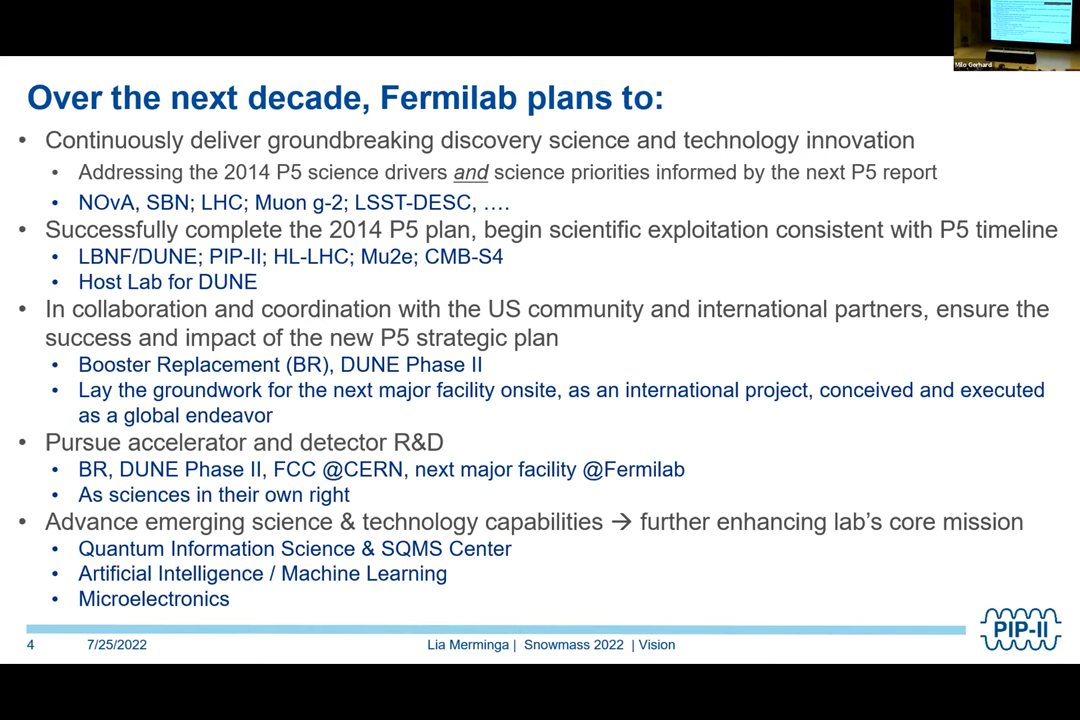 Milo Gerhard
Over the next decade, Fermilab plans to:
• Continuously deliver groundbreaking discovery science and technology innovation
• Addressing the 2014 P5 science drivers and science priorities informed by the next P5 report
• NOvA, SBN; LHC; Muon g-2; LSST-DESC, ….
• Successfully complete the 2014 P5 plan, begin scientific exploitation consistent with P5 timeline
• LBNF/DUNE; PIP-II; HL-LHC; Mu2e; CMB-S4
• Host Lab for DUNE
• In collaboration and coordination with the US community and international partners, ensure the
success and impact of the new P5 strategic plan
• Booster Replacement (BR), DUNE Phase II
• Lay the groundwork for the next major facility onsite, as an international project, conceived and executed
as a global endeavor
• Pursue accelerator and detector R&D
• BR, DUNE Phase II, FCC @CERN, next major facility @Fermilab
• As sciences in their own right
• Advance emerging science & technology capabilities → further enhancing lab's core mission
• Quantum Information Science & SQMS Center
• Artificial Intelligence / Machine Learning
• Microelectronics
4 7/25/2022 Lia Merminga | Snowmass 2022 | Vision
PIP-II